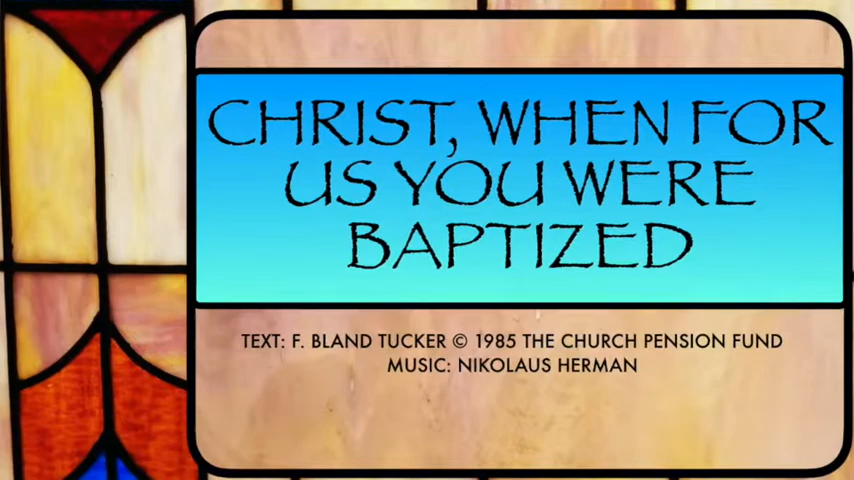 CHRIST, WHEN FOR
US YOU WERE
BAPTIZED
TEXT: F. BLAND TUCKER © 1985 THE CHURCH PENSION FUND
MUSIC: NIKOLAUS HERMAN